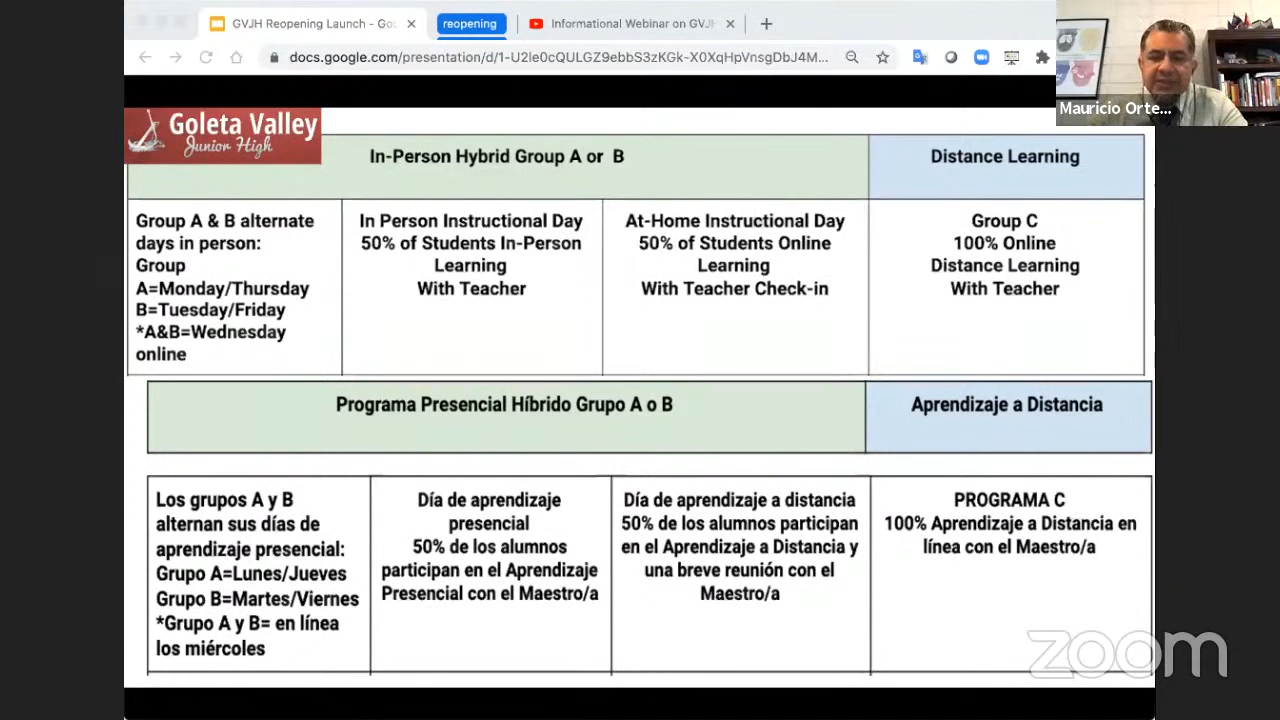 GVJH Reopening Launch - Goo
reopening
Informational Webinar on GVJH
docs.google.com/presentation/d/1-U2Ie0cQULGZ9ebbS3zKGk-X0XqHpVnsgDbJ4M...
Mauricio Orte...
Goleta Valley
Junior High
In-Person Hybrid Group A or B
Distance Learning
Group A & B alternate
days in person:
Group
A=Monday/Thursday
B=Tuesday/Friday
*A&B=Wednesday
online
In Person Instructional Day
50% of Students In-Person
Learning
With Teacher
At-Home Instructional Day
50% of Students Online
Learning
With Teacher Check-in
Group C
100% Online
Distance Learning
With Teacher
Programa Presencial Híbrido Grupo A o B
Aprendizaje a Distancia
Los grupos A y B
alternan sus días de
aprendizaje presencial:
Grupo A=Lunes/Jueves
Grupo B=Martes/Viernes
*Grupo A y B= en línea
los miércoles
Día de aprendizaje
presencial
50% de los alumnos
participan en el Aprendizaje
Presencial con el Maestro/a
Día de aprendizaje a distancia
50% de los alumnos participan
en el Aprendizaje a Distancia y
una breve reunión con el
Maestro/a
PROGRAMA C
100% Aprendizaje a Distancia en
línea con el Maestro/a
zoom